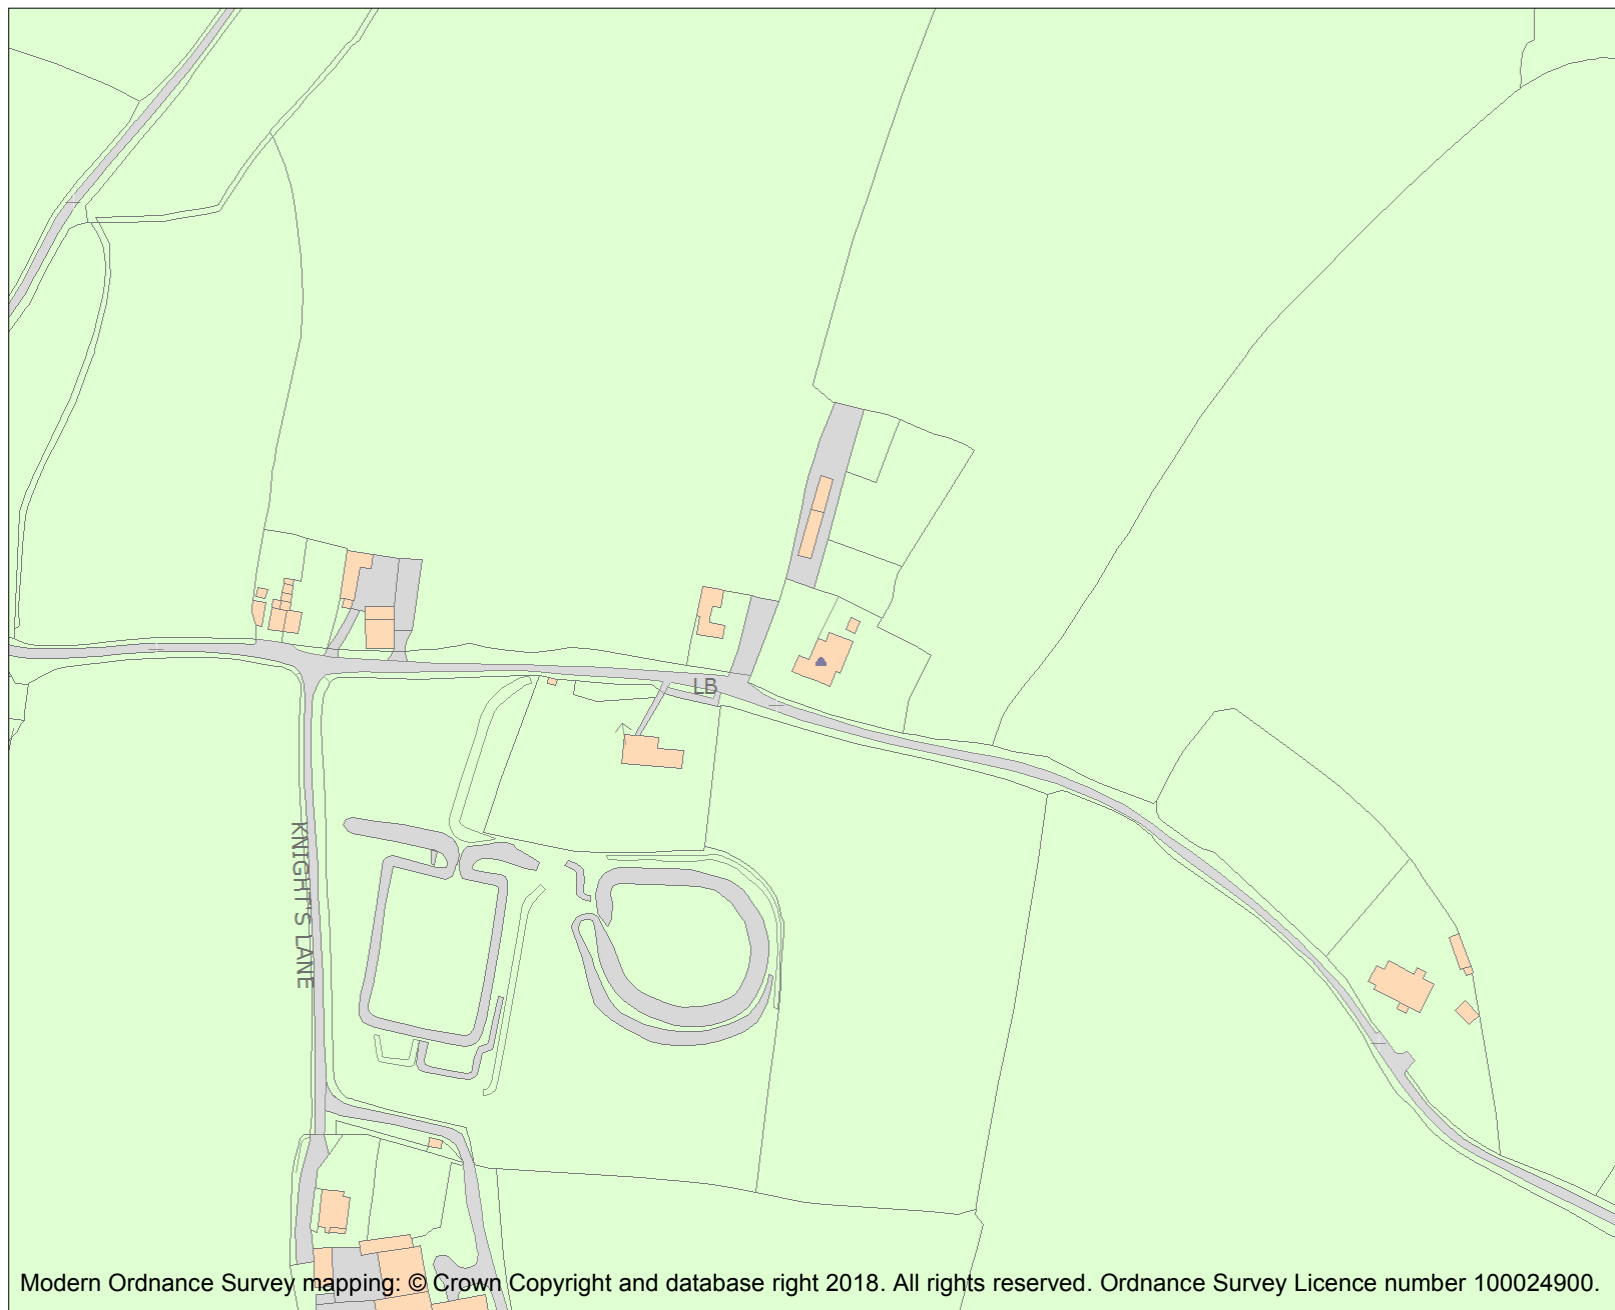 LB
KNIGHT'S LANE
Modern Ordnance Survey mapping: © Crown Copyright and database right 2018. All rights reserved. Ordnance Survey Licence number 100024900.